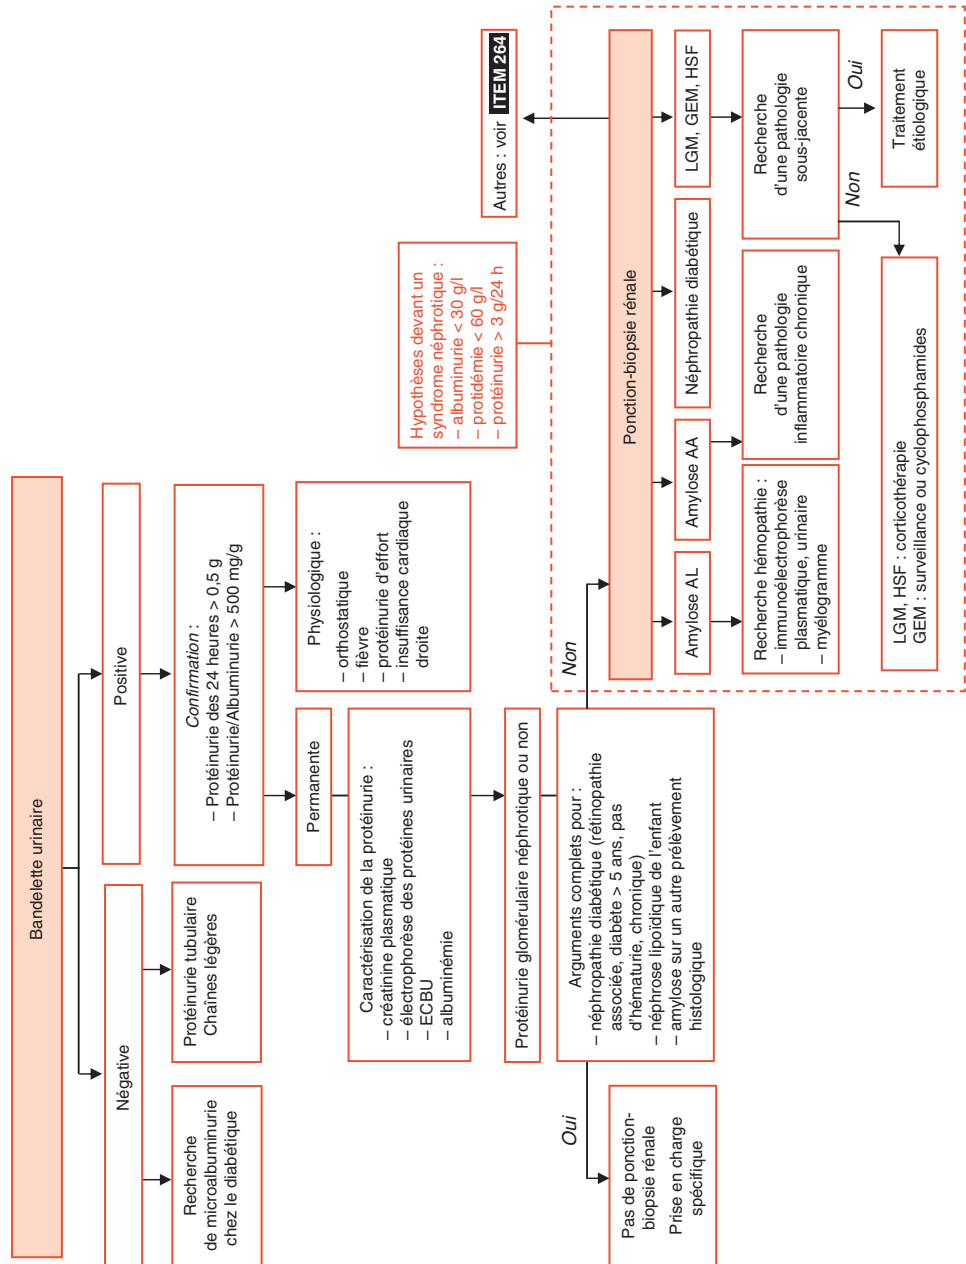 Bandelette urinaire
Négative
Positive
Recherche
de microalbuminurie
chez le diabétique
Protéinurie tubulaire
Chaînes légères
Confirmation :
– Protéinurie des 24 heures > 0,5 g
– Protéinurie/Albuminurie > 500 mg/g
Permanente
Physiologique :
– orthostatique
– fièvre
– protéinurie d'effort
– insuffisance cardiaque
droite
Caractérisation de la protéinurie :
– créatinine plasmatique
– électrophorèse des protéines urinaires
– ECBU
– albuminémie
Protéinurie glomérulaire néphrotique ou non
Arguments complets pour :
– néphropathie diabétique (rétinopathie
associée, diabète > 5 ans, pas
d'hématurie, chronique)
– néphrose lipoïdique de l'enfant
– amylose sur un autre prélèvement
histologique
Oui
Non
Pas de ponction-
biopsie rénale
Prise en charge
spécifique
Hypothèses devant un
syndrome néphrotique :
– albuminurie < 30 g/l
– protidémie < 60 g/l
– protéinurie > 3 g/24 h
Autres : voir ITEM 264
Ponction-biopsie rénale
Amylose AL
Amylose AA
Néphropathie diabétique
LGM, GEM, HSF
Recherche hémopathie :
– immunoélectrophorèse
plasmatique, urinaire
– myélogramme
Recherche
d'une pathologie
inflammatoire chronique
Recherche
d'une pathologie
sous-jacente
Non
Oui
LGM, HSF : corticothérapie
GEM : surveillance ou cyclophosphamides
Traitement
étiologique